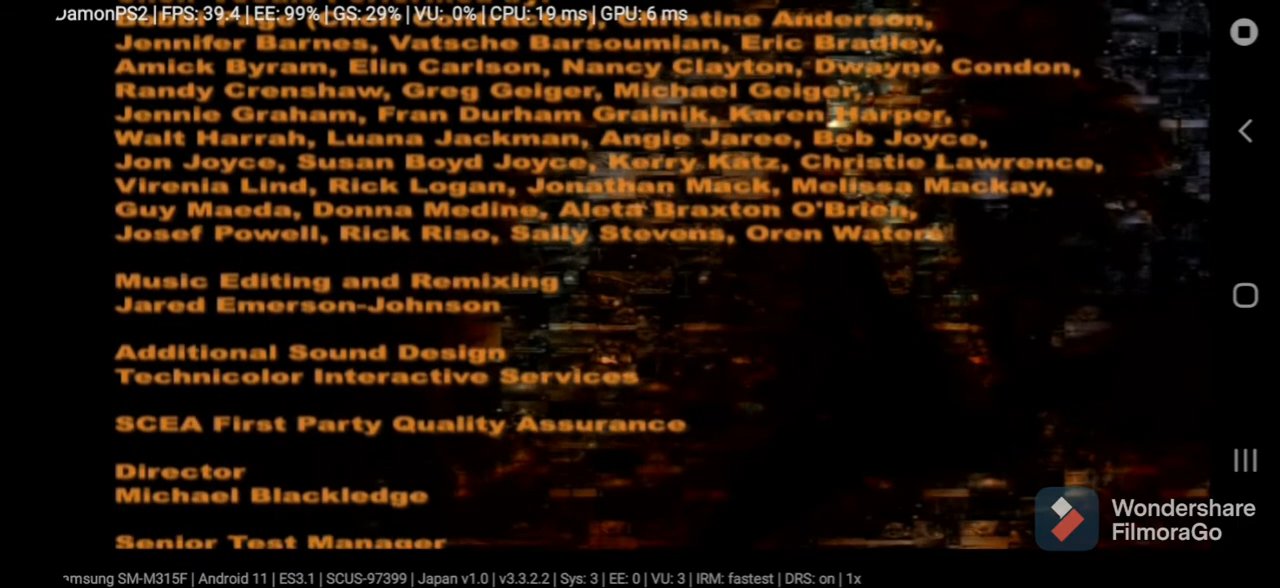 DamonPS2 | FPS: 39.4 | EE: 99% | GS: 29% | VU: 0% | CPU: 19 ms | GPU: 6 ms
Anderson,
Jennifer Barnes, Vatsche Barsoumian, Eric Bradley,
Amick Byram, Elin Carlson, Nancy Clayton, Dwayne Condon,
Randy Crenshaw, Greg Geiger, Michael Geiger,
Jennie Graham, Fran Durham Gralnik, Karen Harper,
Walt Harrah, Luana Jackman, Angie Jaree, Bob Joyce,
Jon Joyce, Susan Boyd Joyce, Kerry Katz, Christie Lawrence,
Virenia Lind, Rick Logan, Jonathan Mack, Melissa Mackay,
Guy Maeda, Donna Medine, Aleta Braxton O'Brien,
Josef Powell, Rick Riso, Sally Stevens, Oren Waters
Music Editing and Remixing
Jared Emerson-Johnson
Additional Sound Design
Technicolor Interactive Services
SCEA First Party Quality Assurance
Director
Michael Blackledge
Senior Test Manager
Wondershare
FilmoraGo
amsung SM-M315F | Android 11 | ES3.1 | SCUS-97399 | Japan v1.0 | v3.3.2.2 | Sys: 3 | EE: 0 | VU: 3 | IRM: fastest | DRS: on | 1x